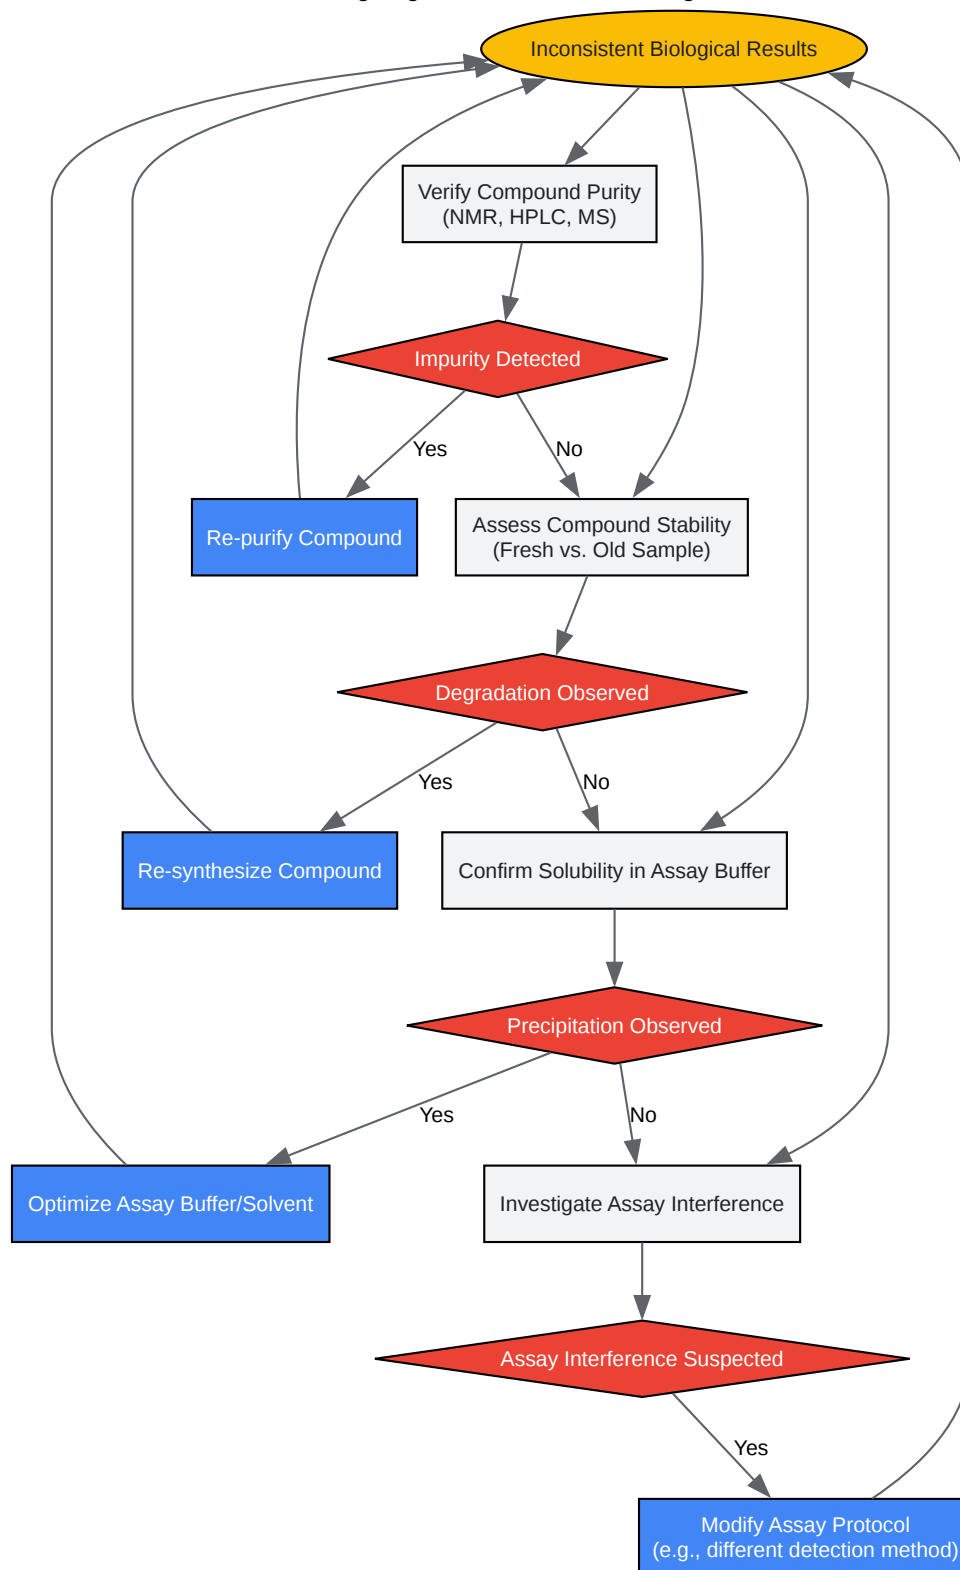 Inconsistent Biological Results
Verify Compound Purity
(NMR, HPLC, MS)
Impurity Detected
Yes
No
Re-purify Compound
Assess Compound Stability
(Fresh vs. Old Sample)
Degradation Observed
Yes
No
Re-synthesize Compound
Confirm Solubility in Assay Buffer
Precipitation Observed
Yes
No
Optimize Assay Buffer/Solvent
Investigate Assay Interference
Assay Interference Suspected
Yes
Modify Assay Protocol
(e.g., different detection method)